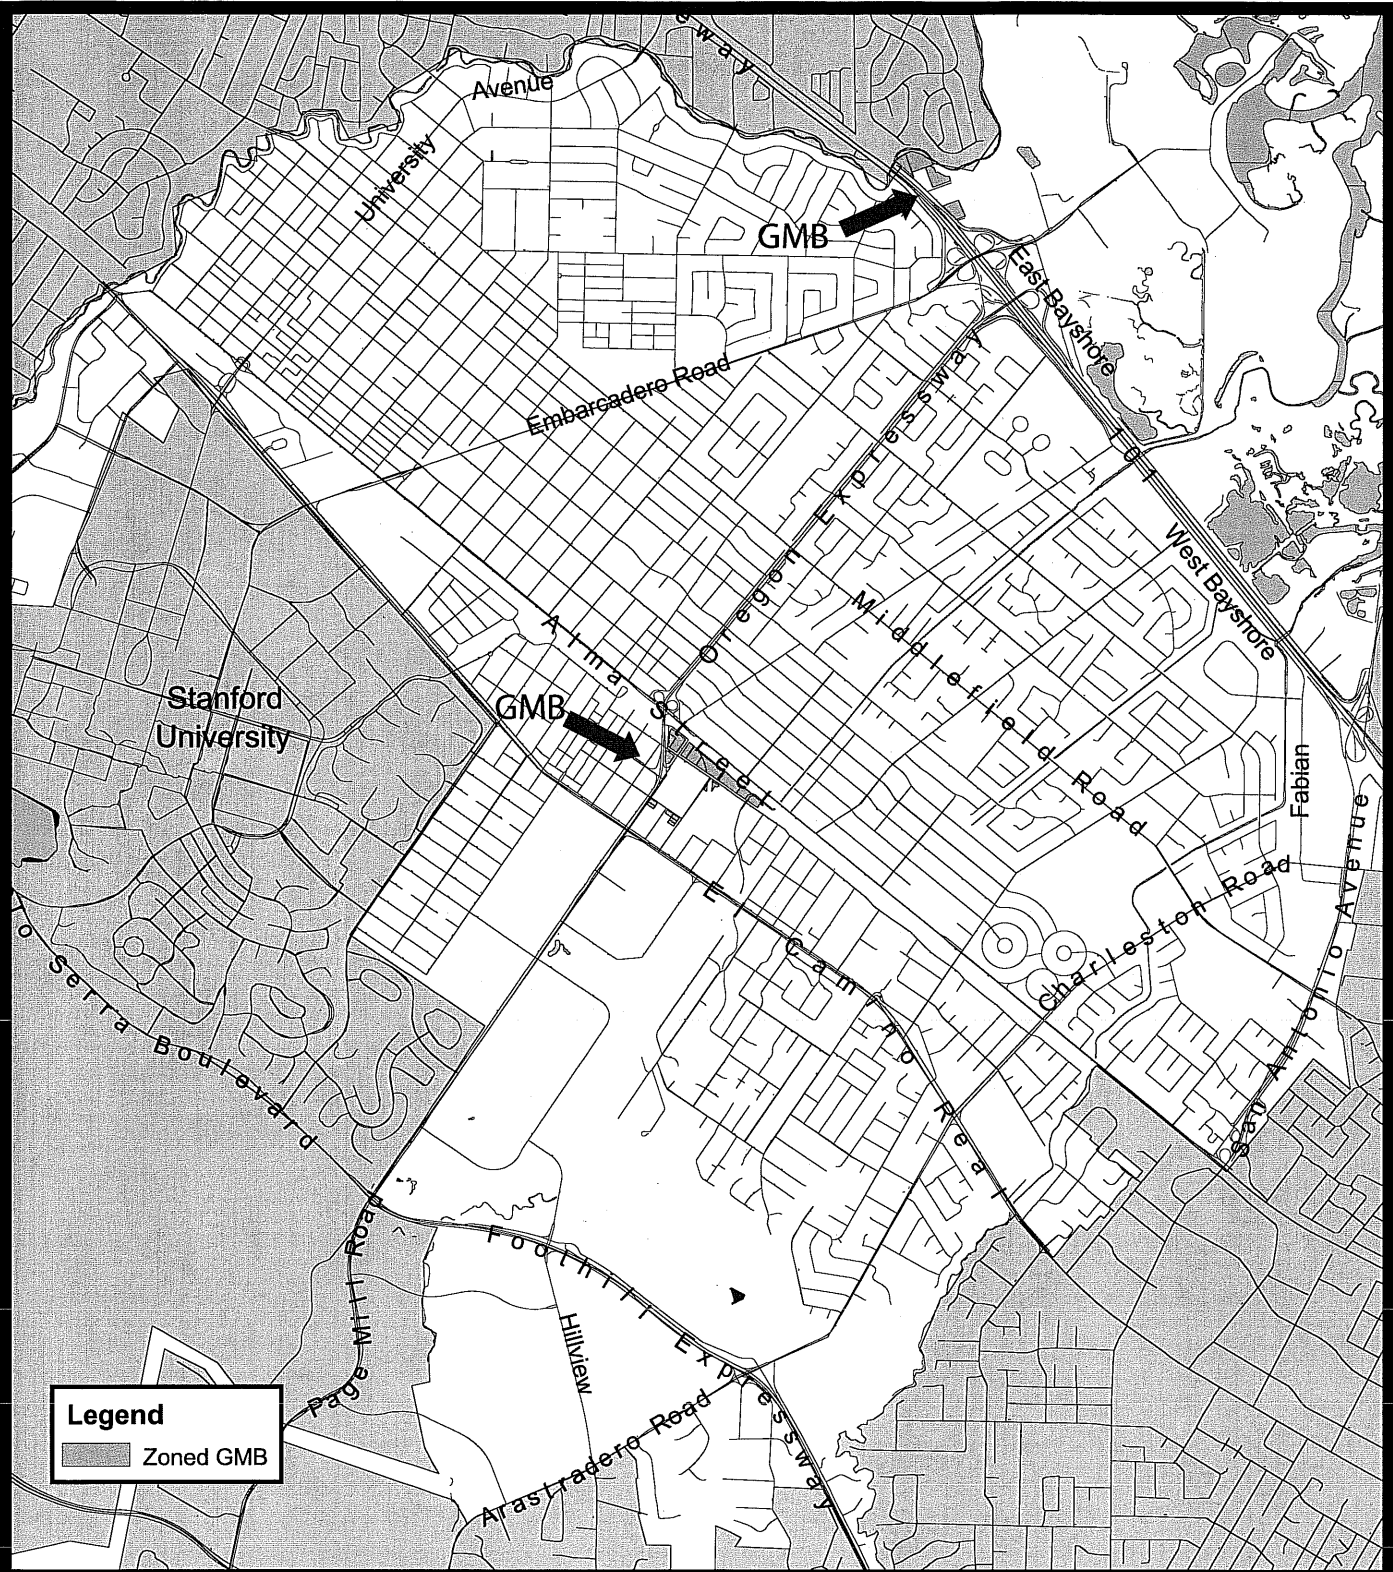 way
Avenue
University
GMB
East Bayshore
Embarcadero Road
Oregon Expressway
101
West Bayshore
Alma Street
Middlefield Road
Stanford
University
GMB
Fabian
San Antonio Avenue
Charleston Road
El Camino Real
o Serra Boulevard
Page Mill Road
Foothill Expressway
Hillview
Arastradero Road
Legend
Zoned GMB